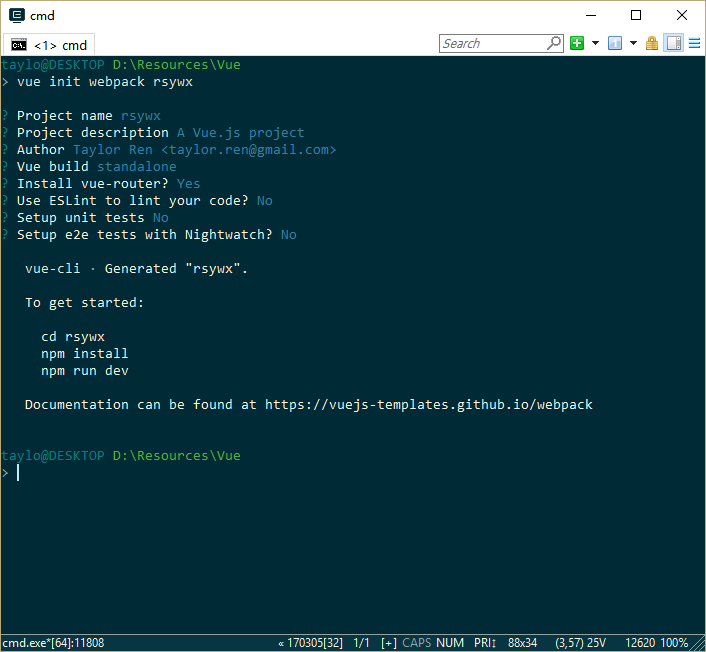 cmd
<1> cmd
Search
taylo@DESKTOP D:\Resources\Vue
> vue init webpack rsywx
? Project name rsywx
? Project description A Vue.js project
? Author Taylor Ren <taylor.ren@gmail.com>
? Vue build standalone
? Install vue-router? Yes
? Use ESLint to lint your code? No
? Setup unit tests No
? Setup e2e tests with Nightwatch? No
vue-cli · Generated "rsywx".
To get started:
cd rsywx
npm install
npm run dev
Documentation can be found at https://vuejs-templates.github.io/webpack
taylo@DESKTOP D:\Resources\Vue
>
cmd.exe*[64]:11808 « 170305[32] 1/1 [+] CAPS NUM PRI↕ 88x34 (3,57) 25V 12620 100%